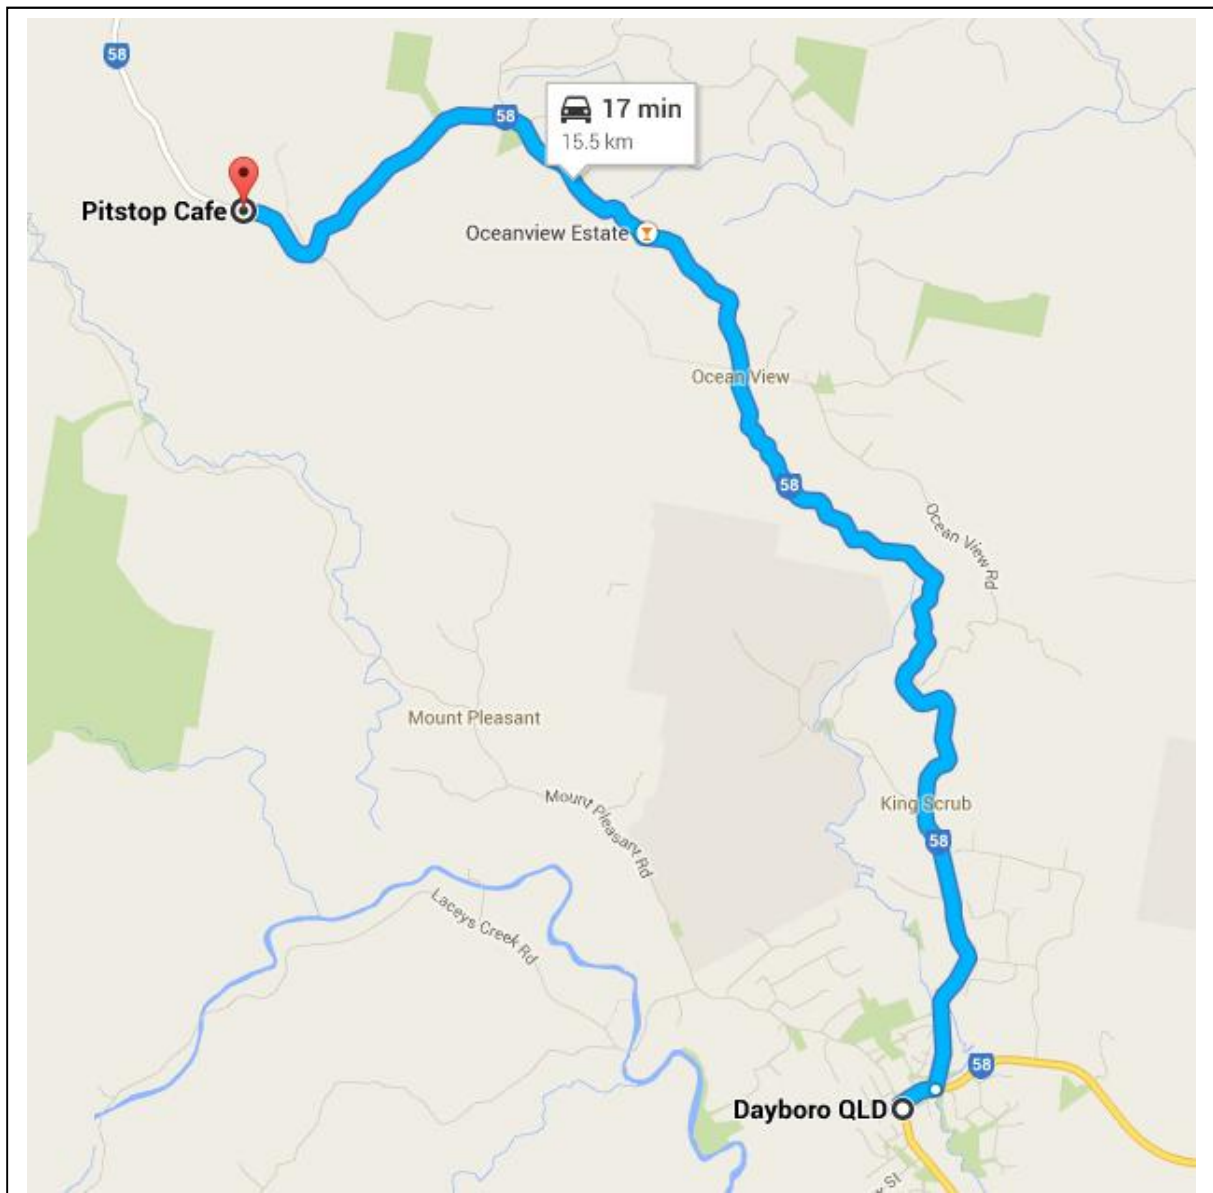 58
58
17 min
15.5 km
Pitstop Cafe
Oceanview Estate
Ocean View
58
Ocean View Rd
Mount Pleasant
Mount Pleasant Rd
King Scrub
58
Laceys Creek Rd
58
Dayboro QLD